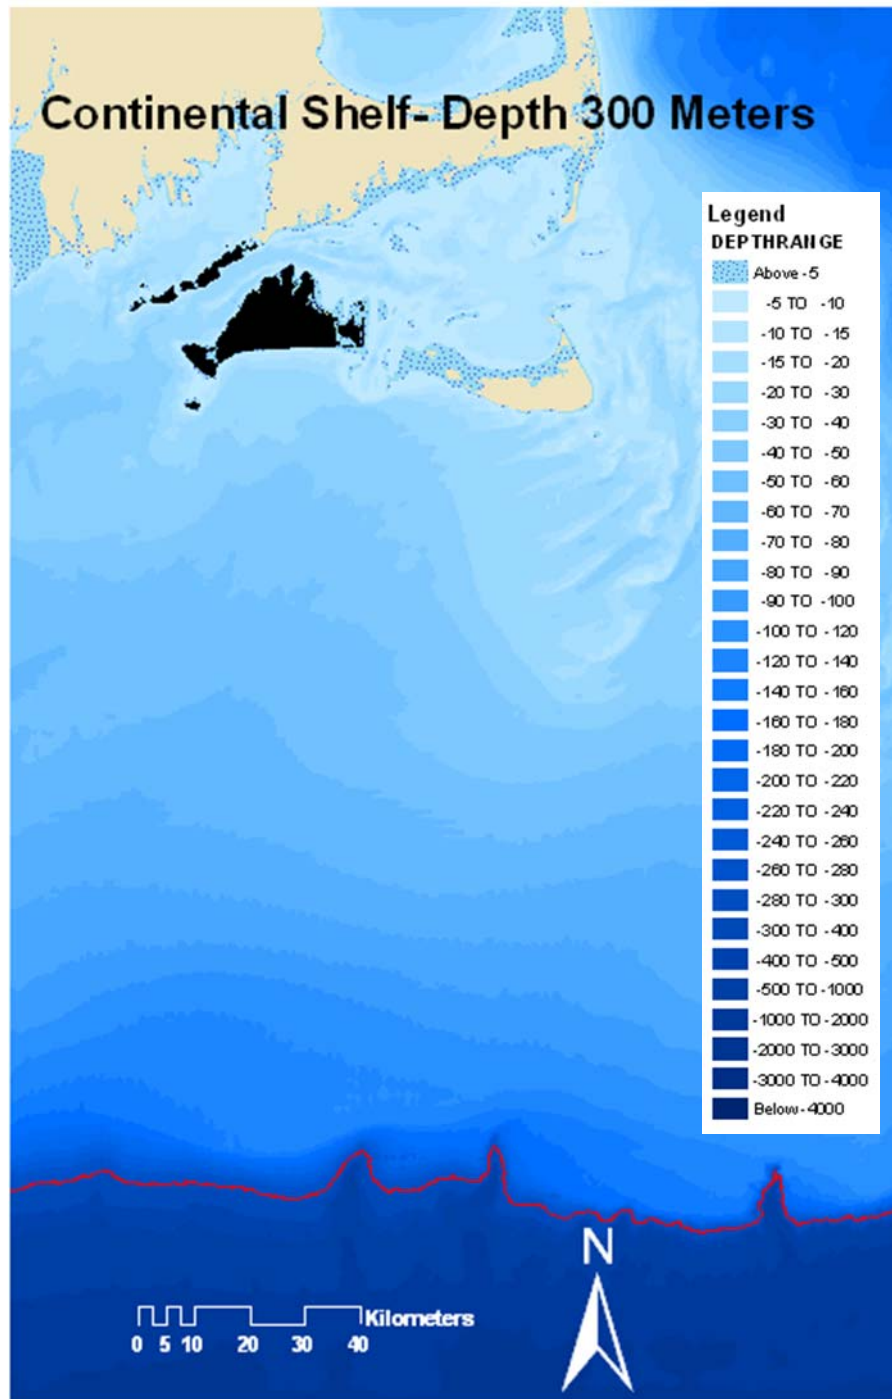 Continental Shelf- Depth 300 Meters
Legend
DEPTHRANGE
Above -5
-5 TO -10
-10 TO -15
-15 TO -20
-20 TO -30
-30 TO -40
-40 TO -50
-50 TO -60
-60 TO -70
-70 TO -80
-80 TO -90
-90 TO -100
-100 TO -120
-120 TO -140
-140 TO -160
-160 TO -180
-180 TO -200
-200 TO -220
-220 TO -240
-240 TO -260
-260 TO -280
-280 TO -300
-300 TO -400
-400 TO -500
-500 TO -1000
-1000 TO -2000
-2000 TO -3000
-3000 TO -4000
Below -4000
N
Kilometers
0 5 10 20 30 40